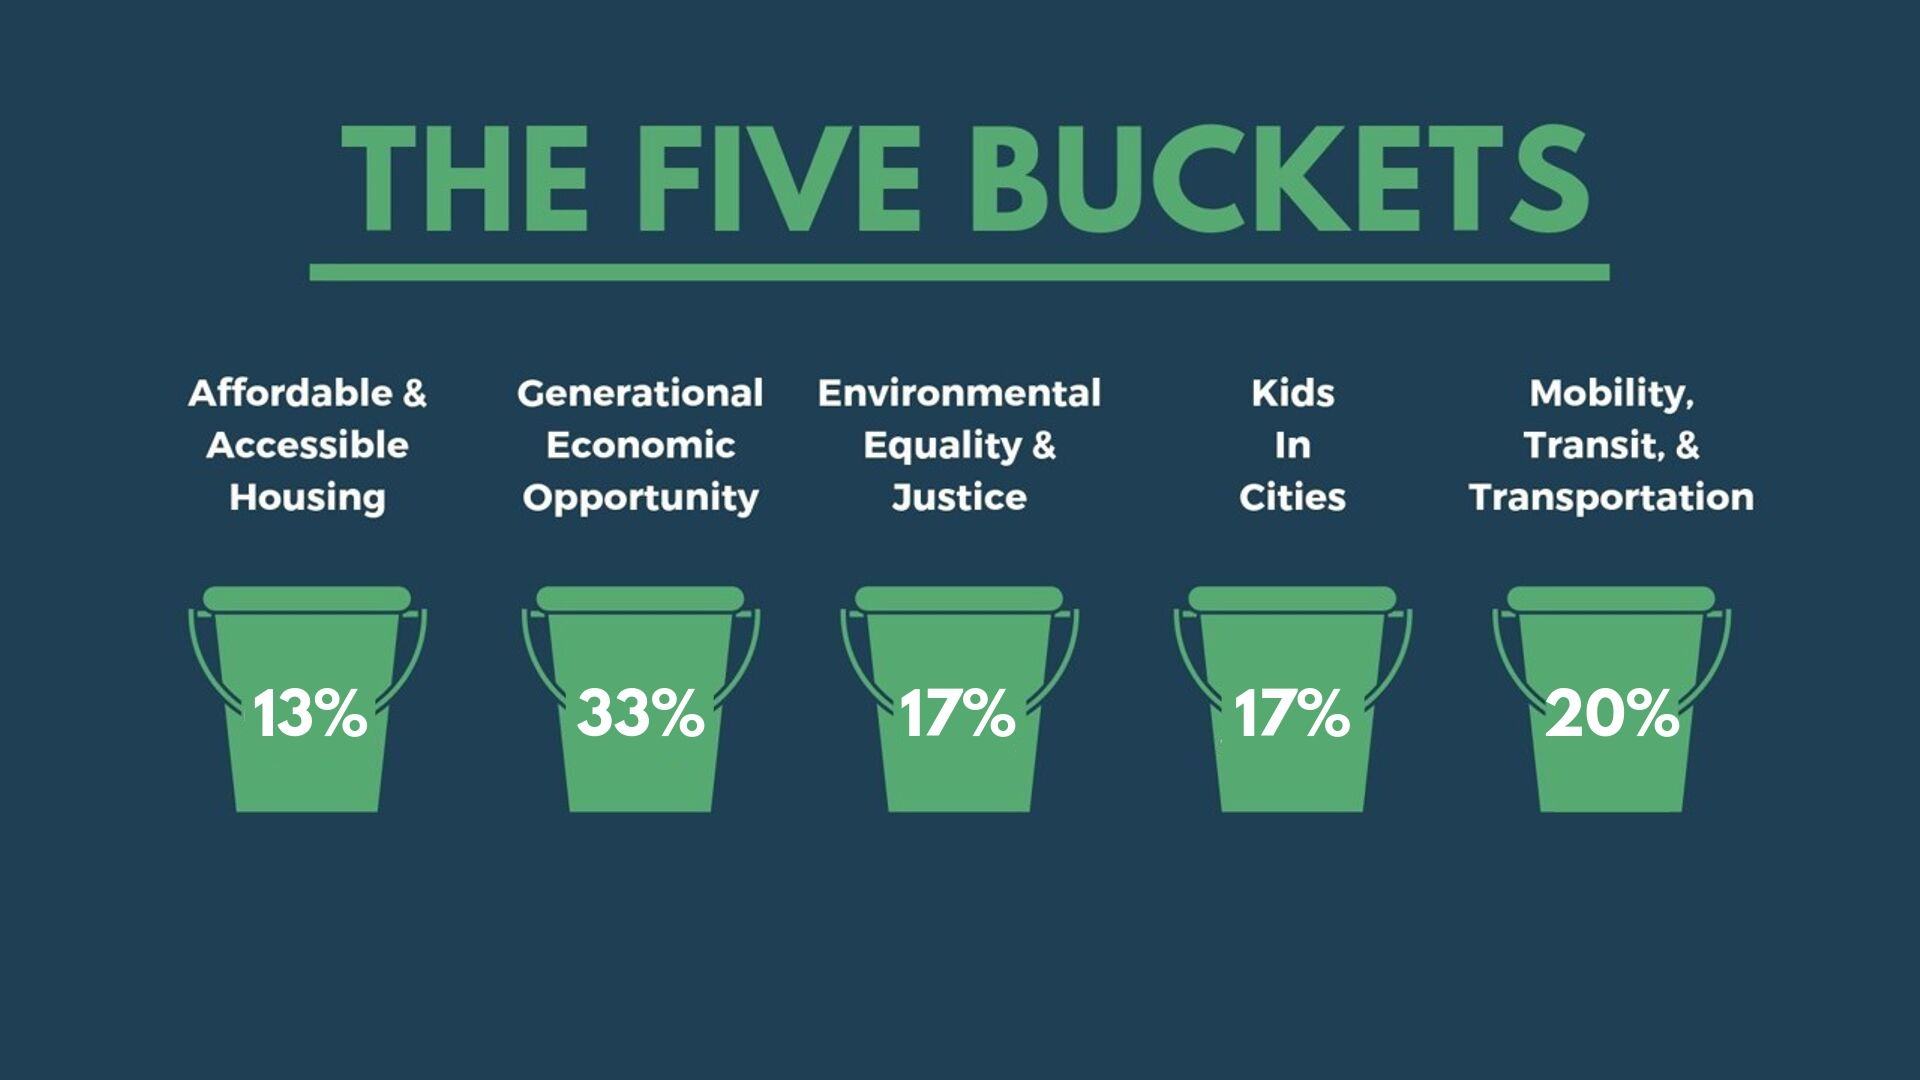 THE FIVE BUCKETS
Affordable &
Accessible
Housing
Generational
Economic
Opportunity
Environmental
Equality &
Justice
Kids
In
Cities
Mobility,
Transit, &
Transportation
13%
33%
17%
17%
20%